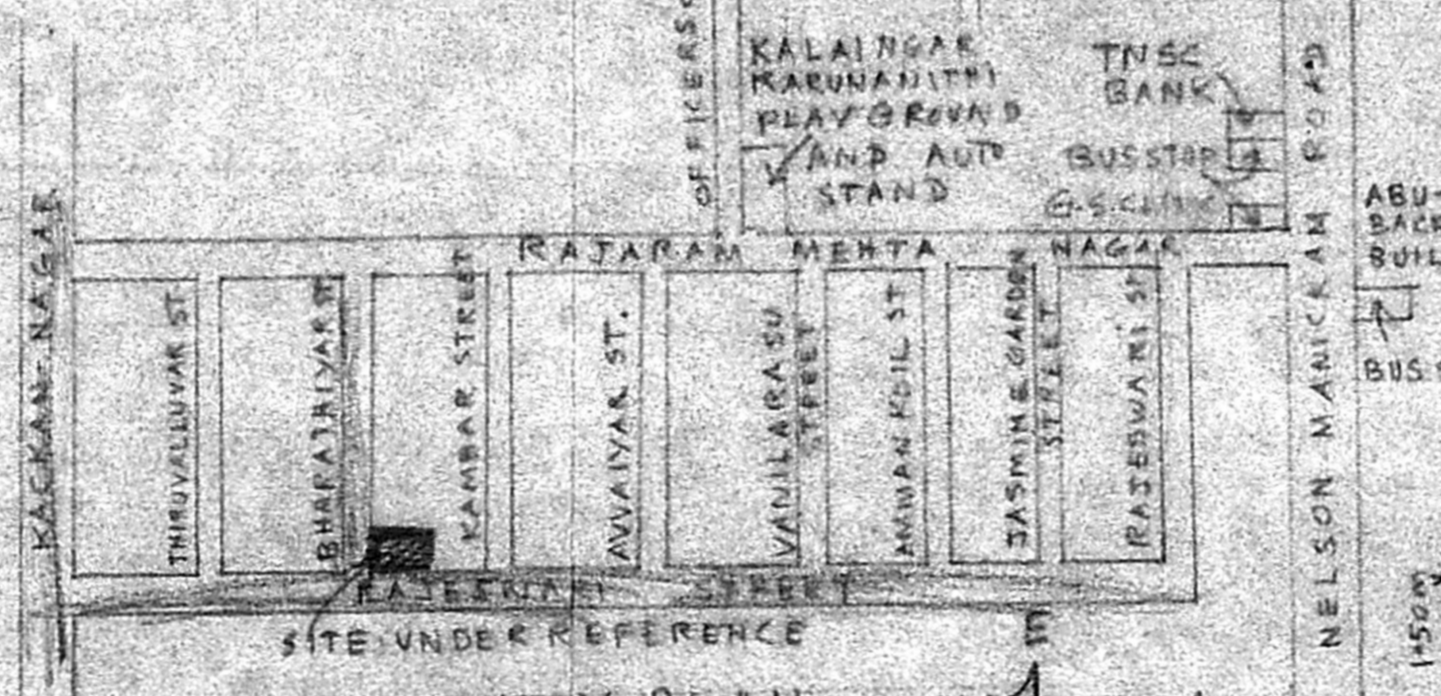 OFFICERS
KALAINGAR
KARUNANITHI
PLAYGROUND
AND AUTO
STAND
TNSC
BANK
BUS STOP
G.S.CLINIC
NELSON MANICKAM ROAD
ABU-
BUS
RAJARAM MEHTA NAGAR
KACKAN NAGAR
THIRUVALLUVAR ST
BHARATHIYAR ST
KAMBAR STREET
AVVAIYAR ST.
VANILARASU
STREET
AMMAN KOIL ST
JASMINE GARDEN
STREET
RAJESWARI ST
RAJESWARI STREET
SITE UNDER REFERENCE
E